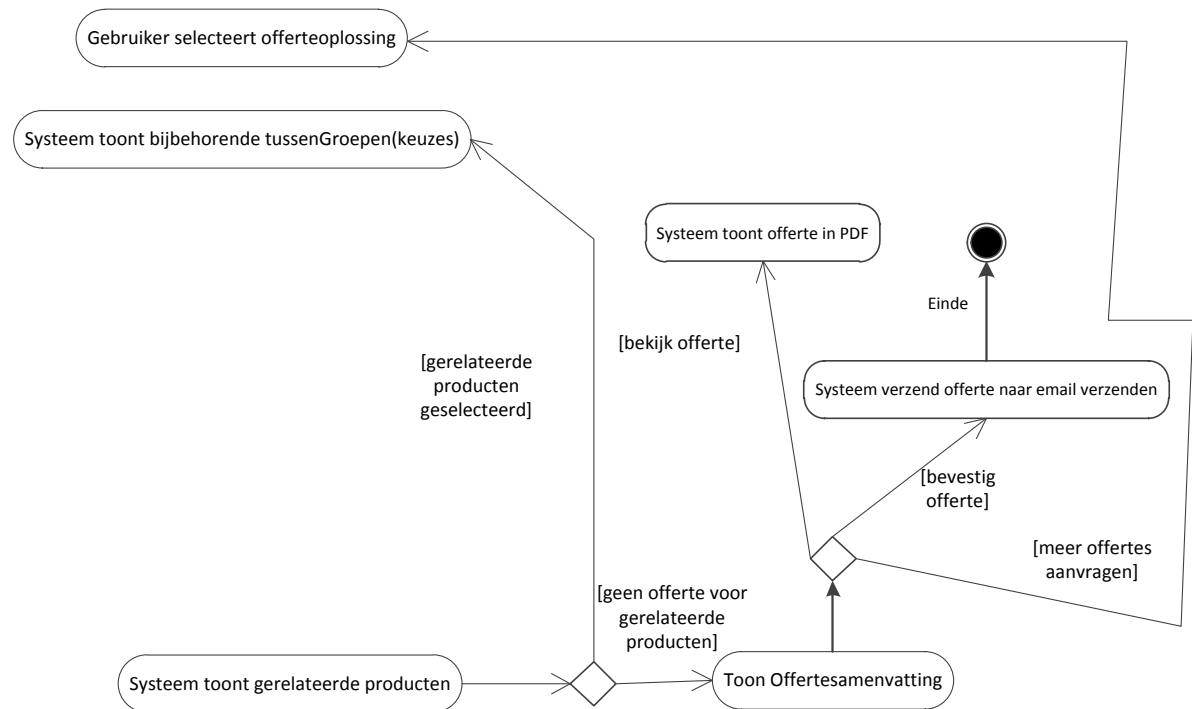 Gebruiker selecteert offerteoplossing
Systeem toont bijbehorende tussenGroepen(keuzes)
Systeem toont offerte in PDF
Einde
[bekijk offerte]
[gerelateerde
producten
geselecteerd]
Systeem verzend offerte naar email verzenden
[bevestig
offerte]
[meer offertes
aanvragen]
[geen offerte voor
gerelateerde
producten]
Systeem toont gerelateerde producten
Toon Offertesamenvatting